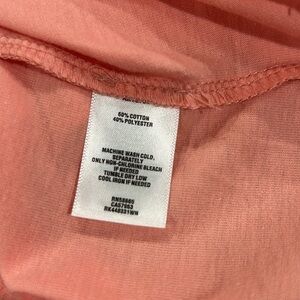 60% COTTON
40% POLYESTER
MACHINE WASH COLD.
SEPARATELY
ONLY NON-CHLORINE BLEACH
IF NEEDED
TUMBLE DRY LOW
COOL IRON IF NEEDED
CA57963